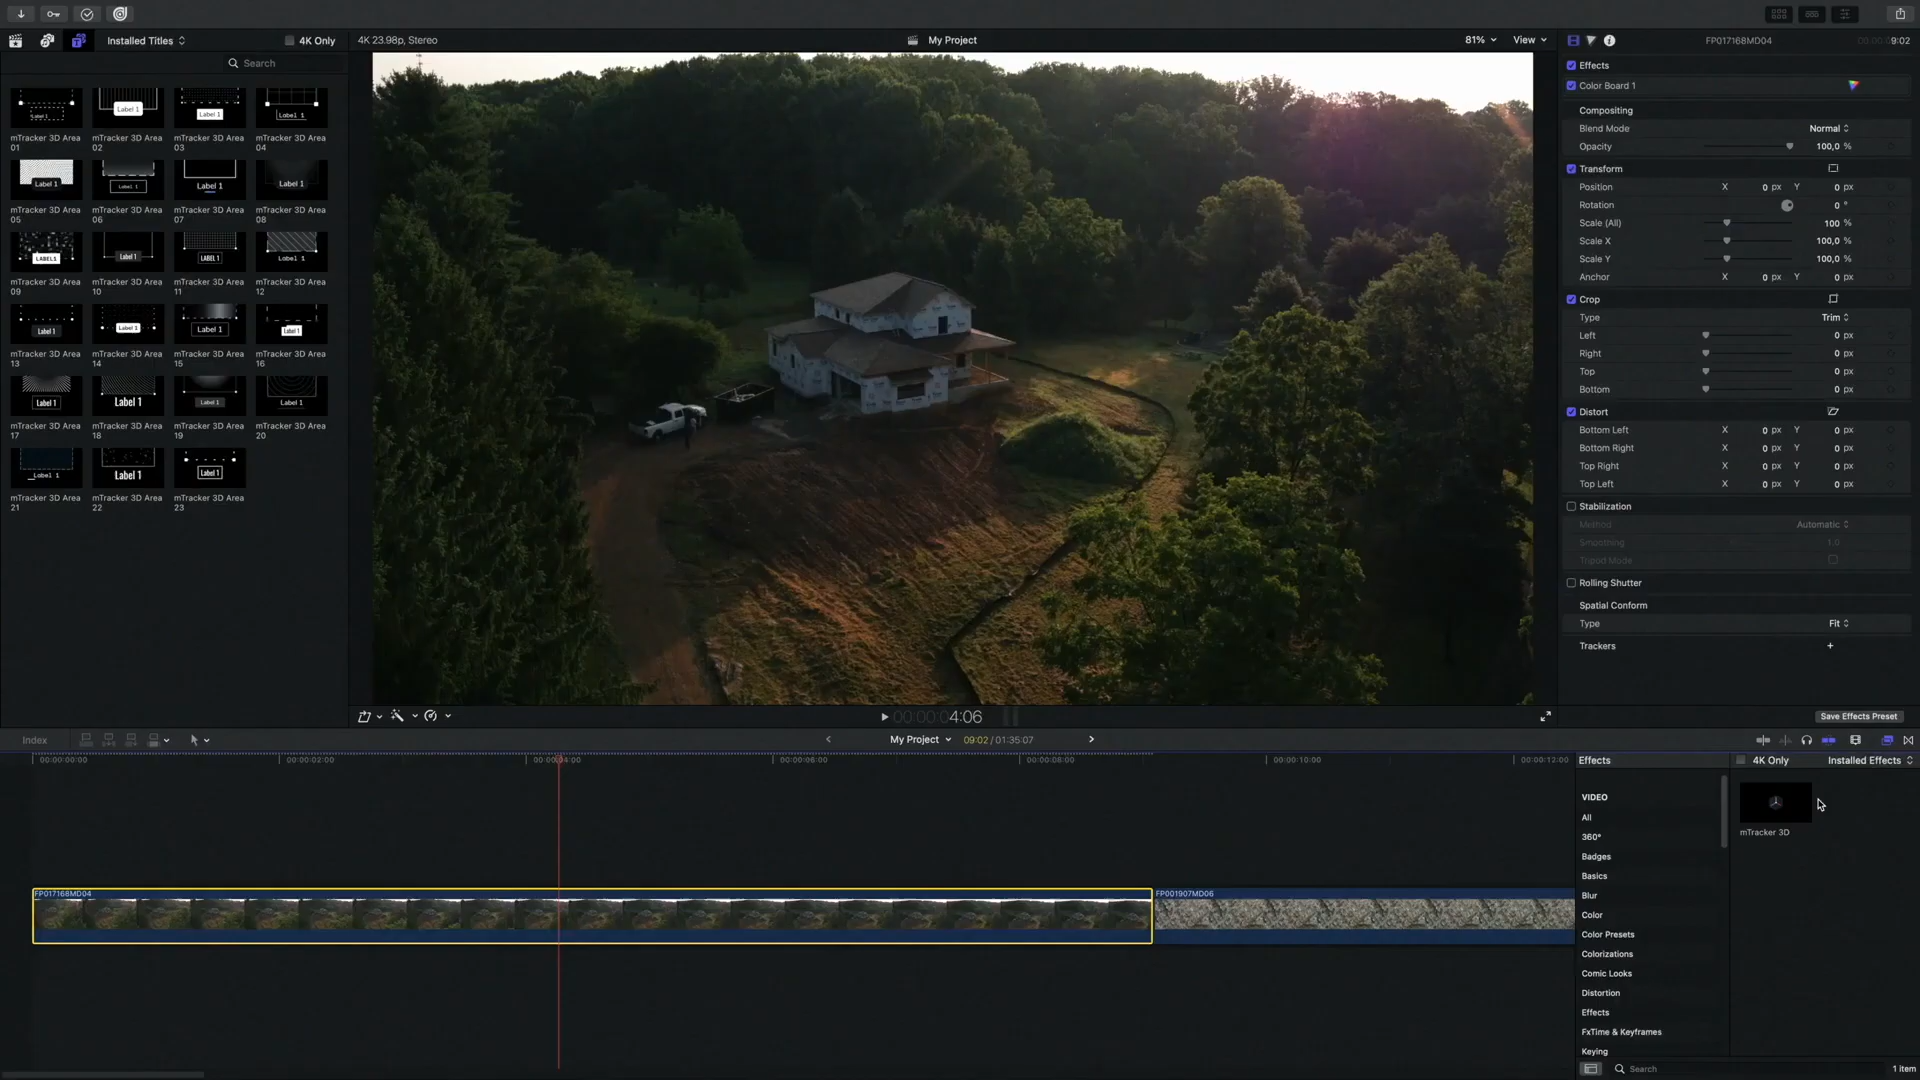 Installed Titles
4K Only
4K 23.98p, Stereo
My Project
81%
View
FP017168MD04
9:02
Search
Label 1
Label 1
Label 1
Label 1
mTracker 3D Area 01
mTracker 3D Area 02
mTracker 3D Area 03
mTracker 3D Area 04
Label 1
Label 1
Label 1
Label 1
mTracker 3D Area 05
mTracker 3D Area 06
mTracker 3D Area 07
mTracker 3D Area 08
LABEL1
Label 1
LABEL 1
Label 1
mTracker 3D Area 09
mTracker 3D Area 10
mTracker 3D Area 11
mTracker 3D Area 12
Label 1
Label 1
Label 1
Label 1
mTracker 3D Area 13
mTracker 3D Area 14
mTracker 3D Area 15
mTracker 3D Area 16
Label 1
Label 1
Label 1
Label 1
mTracker 3D Area 17
mTracker 3D Area 18
mTracker 3D Area 19
mTracker 3D Area 20
Label 1
Label 1
Label 1
mTracker 3D Area 21
mTracker 3D Area 22
mTracker 3D Area 23
Effects
Color Board 1
Compositing
Blend Mode Normal
Opacity 100,0 %
Transform
Position X 0 px Y 0 px
Rotation 0 °
Scale (All) 100 %
Scale X 100,0 %
Scale Y 100,0 %
Anchor X 0 px Y 0 px
Crop
Type Trim
Left 0 px
Right 0 px
Top 0 px
Bottom 0 px
Distort
Bottom Left X 0 px Y 0 px
Bottom Right X 0 px Y 0 px
Top Right X 0 px Y 0 px
Top Left X 0 px Y 0 px
Stabilization
Method Automatic
Smoothing 1.0
Tripod Mode
Rolling Shutter
Spatial Conform
Type Fit
Trackers +
Save Effects Preset
00:00:04:06
Index
My Project 09:02 / 01:35:07
00:00:00:00 00:00:02:00 00:00:04:00 00:00:06:00 00:00:08:00 00:00:10:00 00:00:12:00
FP017168MD04
FP001907MD06
Effects
4K Only
Installed Effects
VIDEO
All
360°
Badges
Basics
Blur
Color
Color Presets
Colorizations
Comic Looks
Distortion
Effects
FxTime & Keyframes
Keying
mTracker 3D
Search
1 item